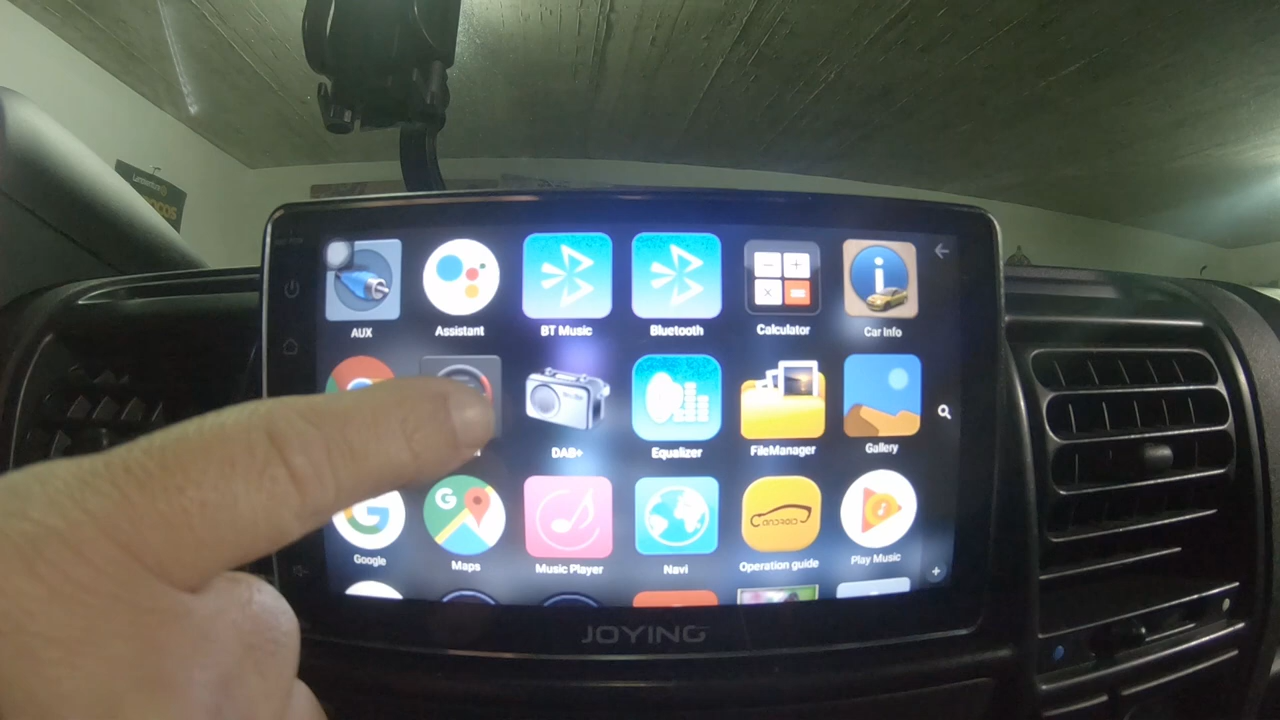 AUX
Assistant
BT Music
Bluetooth
Calculator
Car Info
DAB+
Equalizer
FileManager
Gallery
Google
Maps
Music Player
Navi
ANDROID
Operation guide
Play Music
JOYING